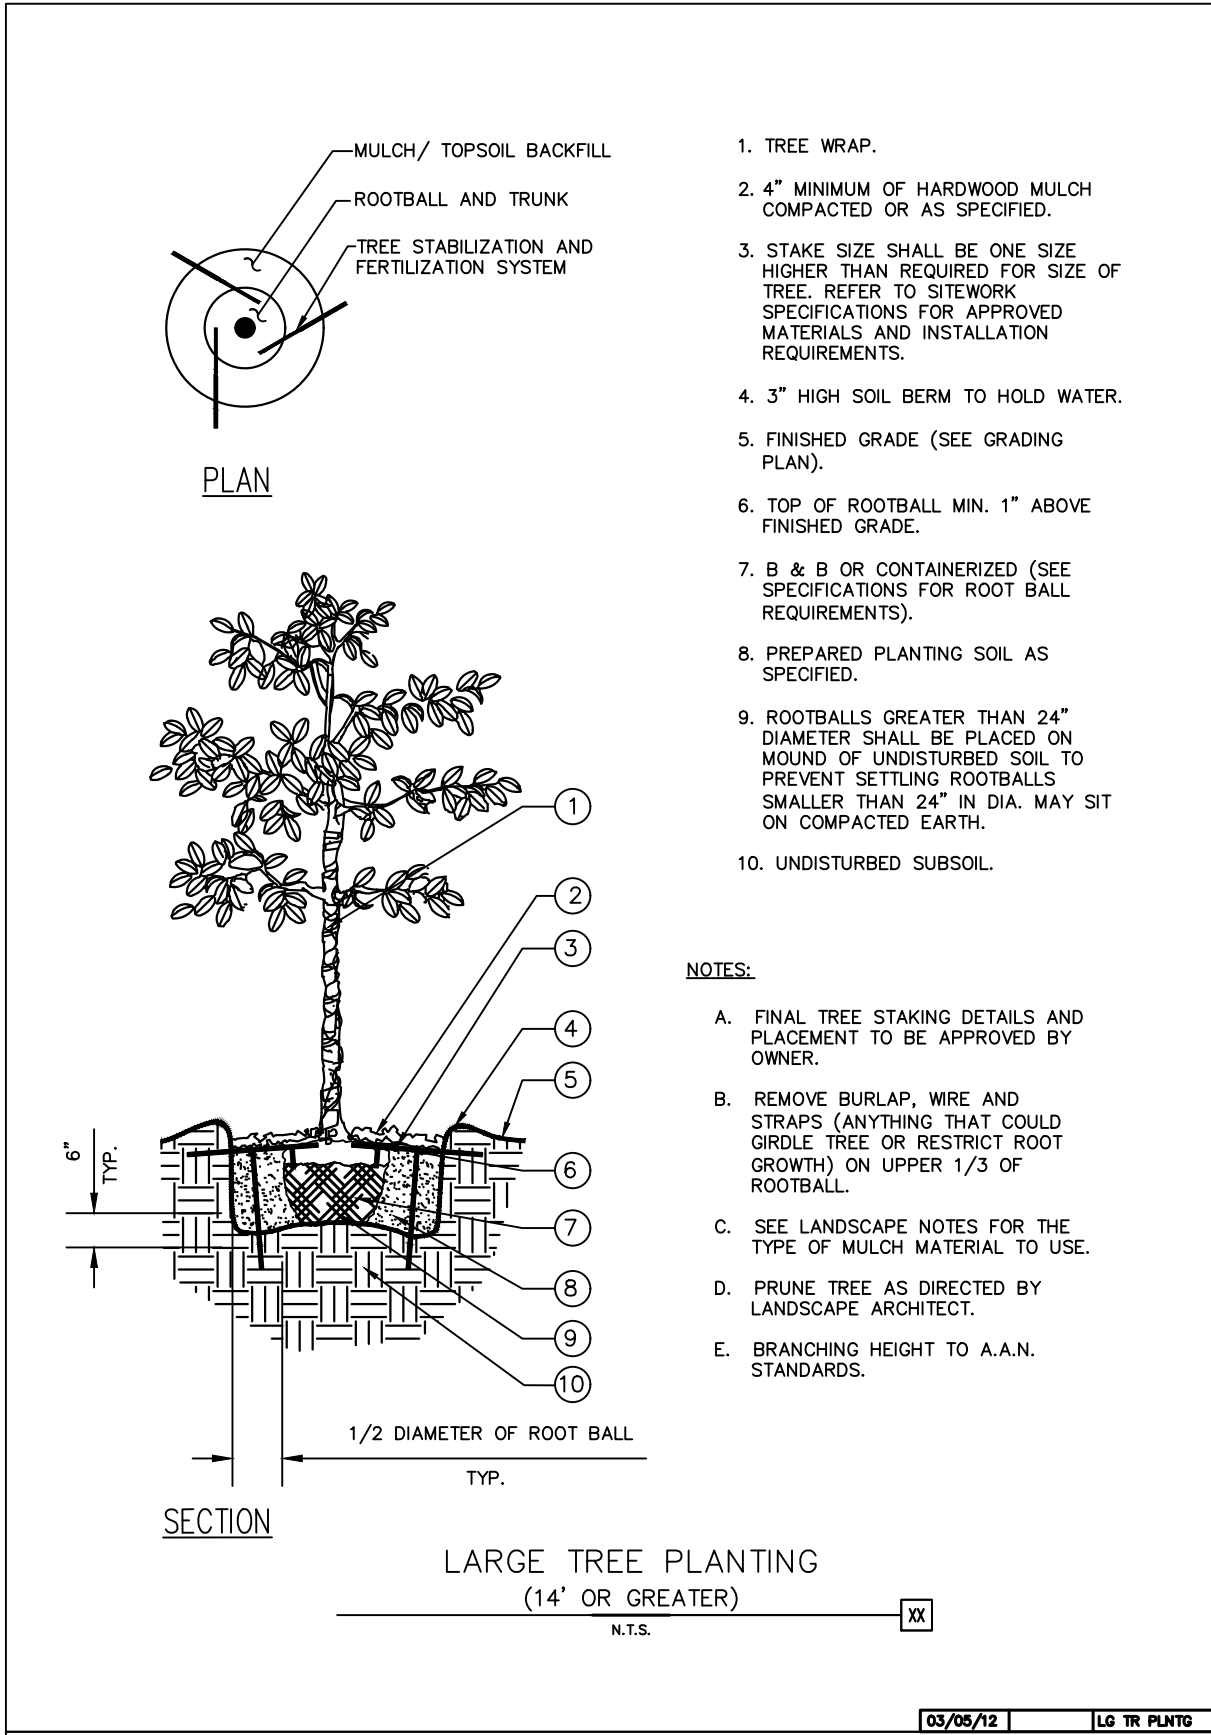 MULCH/ TOPSOIL BACKFILL
ROOTBALL AND TRUNK
TREE STABILIZATION AND
FERTILIZATION SYSTEM
PLAN
1. TREE WRAP.
2. 4" MINIMUM OF HARDWOOD MULCH
COMPACTED OR AS SPECIFIED.
3. STAKE SIZE SHALL BE ONE SIZE
HIGHER THAN REQUIRED FOR SIZE OF
TREE. REFER TO SITEWORK
SPECIFICATIONS FOR APPROVED
MATERIALS AND INSTALLATION
REQUIREMENTS.
4. 3" HIGH SOIL BERM TO HOLD WATER.
5. FINISHED GRADE (SEE GRADING
PLAN).
6. TOP OF ROOTBALL MIN. 1" ABOVE
FINISHED GRADE.
7. B & B OR CONTAINERIZED (SEE
SPECIFICATIONS FOR ROOT BALL
REQUIREMENTS).
8. PREPARED PLANTING SOIL AS
SPECIFIED.
9. ROOTBALLS GREATER THAN 24"
DIAMETER SHALL BE PLACED ON
MOUND OF UNDISTURBED SOIL TO
PREVENT SETTLING ROOTBALLS
SMALLER THAN 24" IN DIA. MAY SIT
ON COMPACTED EARTH.
10. UNDISTURBED SUBSOIL.
1
2
3
4
5
6
7
8
9
10
6"
TYP.
1/2 DIAMETER OF ROOT BALL
TYP.
SECTION
NOTES:
A. FINAL TREE STAKING DETAILS AND
PLACEMENT TO BE APPROVED BY
OWNER.
B. REMOVE BURLAP, WIRE AND
STRAPS (ANYTHING THAT COULD
GIRDLE TREE OR RESTRICT ROOT
GROWTH) ON UPPER 1/3 OF
ROOTBALL.
C. SEE LANDSCAPE NOTES FOR THE
TYPE OF MULCH MATERIAL TO USE.
D. PRUNE TREE AS DIRECTED BY
LANDSCAPE ARCHITECT.
E. BRANCHING HEIGHT TO A.A.N.
STANDARDS.
LARGE TREE PLANTING
(14' OR GREATER)
N.T.S.
XX
03/05/12
LG TR PLNTG